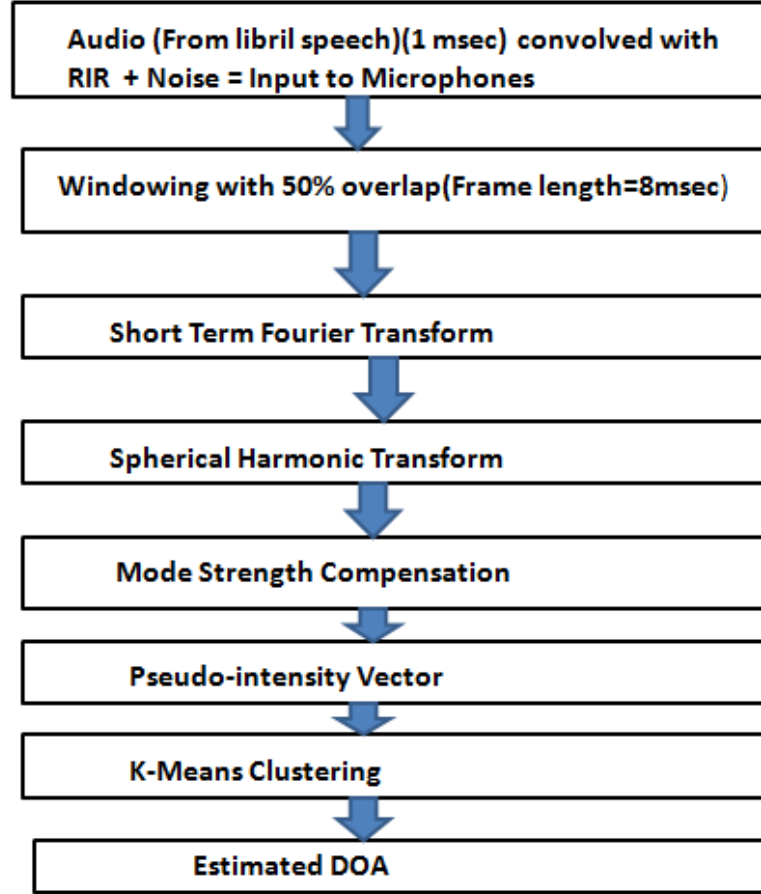 Audio (From libril speech)(1 msec) convolved with
RIR + Noise = Input to Microphones
Windowing with 50% overlap(Frame length=8msec)
Short Term Fourier Transform
Spherical Harmonic Transform
Mode Strength Compensation
Pseudo-intensity Vector
K-Means Clustering
Estimated DOA